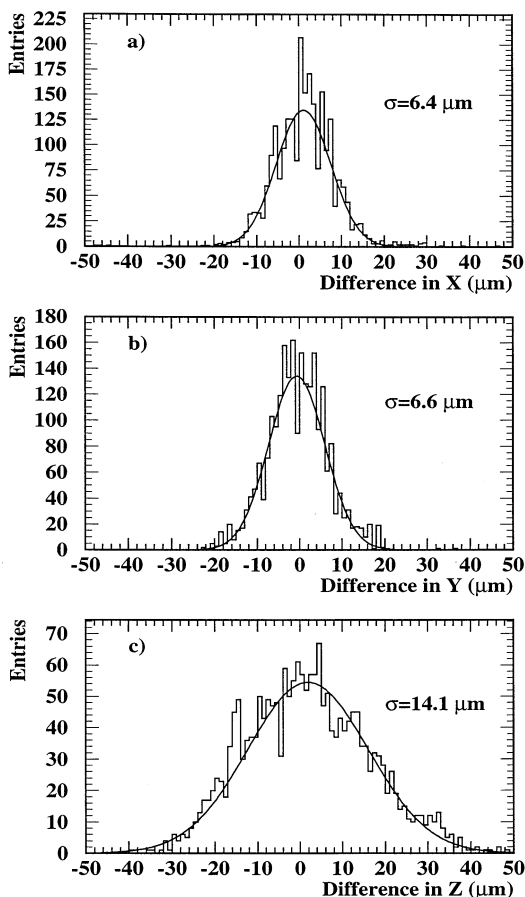 Entries
225
200
175
150
125
100
75
50
25
0
a)
σ=6.4 μm
-50 -40 -30 -20 -10 0 10 20 30 40 50
Difference in X (μm)
Entries
180
160
140
120
100
80
60
40
20
0
b)
σ=6.6 μm
-50 -40 -30 -20 -10 0 10 20 30 40 50
Difference in Y (μm)
Entries
70
60
50
40
30
20
10
0
c)
σ=14.1 μm
-50 -40 -30 -20 -10 0 10 20 30 40 50
Difference in Z (μm)